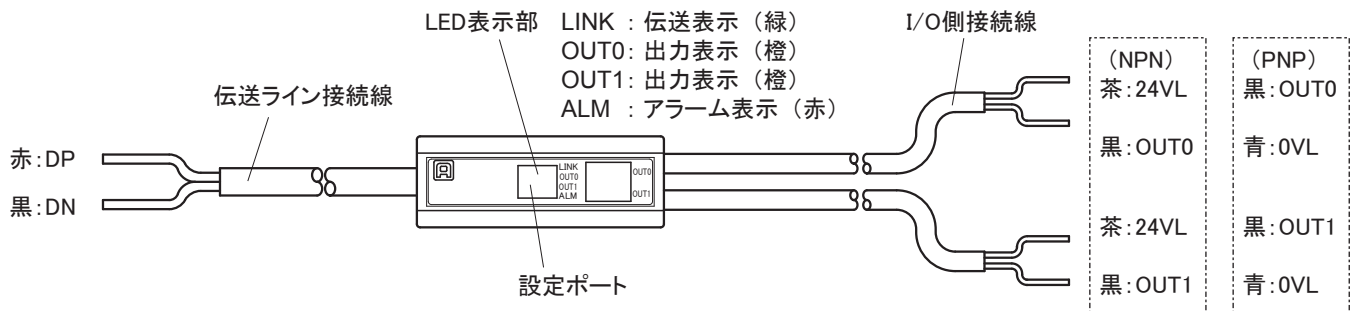 LED表示部
LINK : 伝送表示（緑）
OUT0: 出力表示（橙）
OUT1: 出力表示（橙）
ALM : アラーム表示（赤）
I/O側接続線
伝送ライン接続線
赤:DP
黒:DN
LINK
OUT0
OUT1
ALM
OUT0
OUT1
設定ポート
（NPN）
茶:24VL
黒:OUT0
茶:24VL
黒:OUT1
（PNP）
黒:OUT0
青:0VL
黒:OUT1
青:0VL